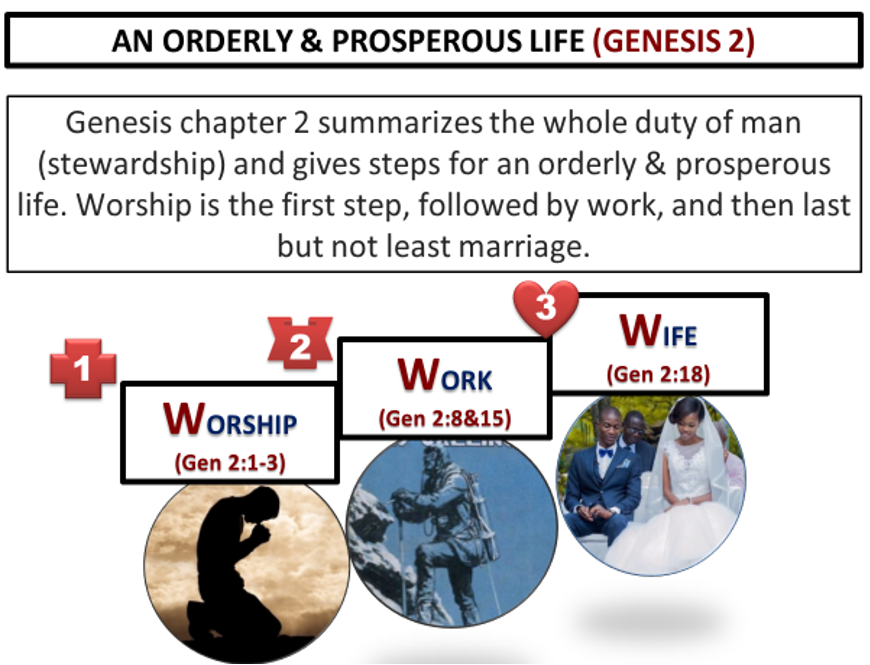 AN ORDERLY & PROSPEROUS LIFE (GENESIS 2)
Genesis chapter 2 summarizes the whole duty of man
(stewardship) and gives steps for an orderly & prosperous
life. Worship is the first step, followed by work, and then last
but not least marriage.
1
WORSHIP
(Gen 2:1-3)
2
WORK
(Gen 2:8&15)
3
WIFE
(Gen 2:18)